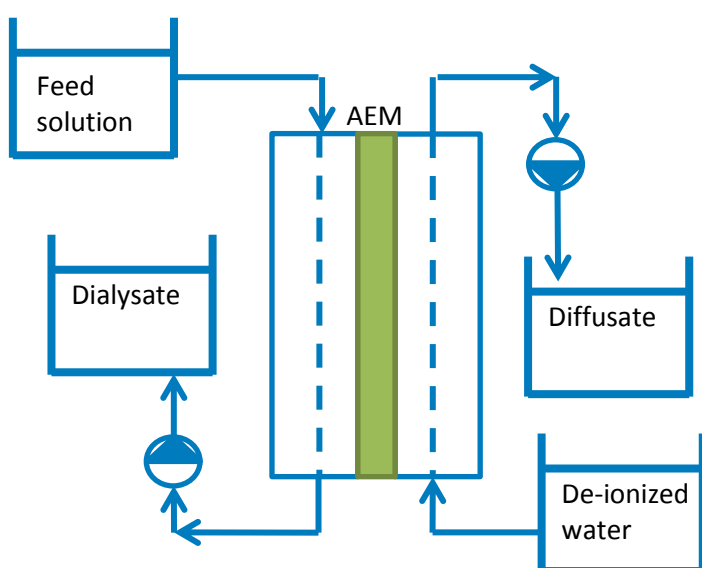 Feed
solution
AEM
Dialysate
Diffusate
De-ionized
water